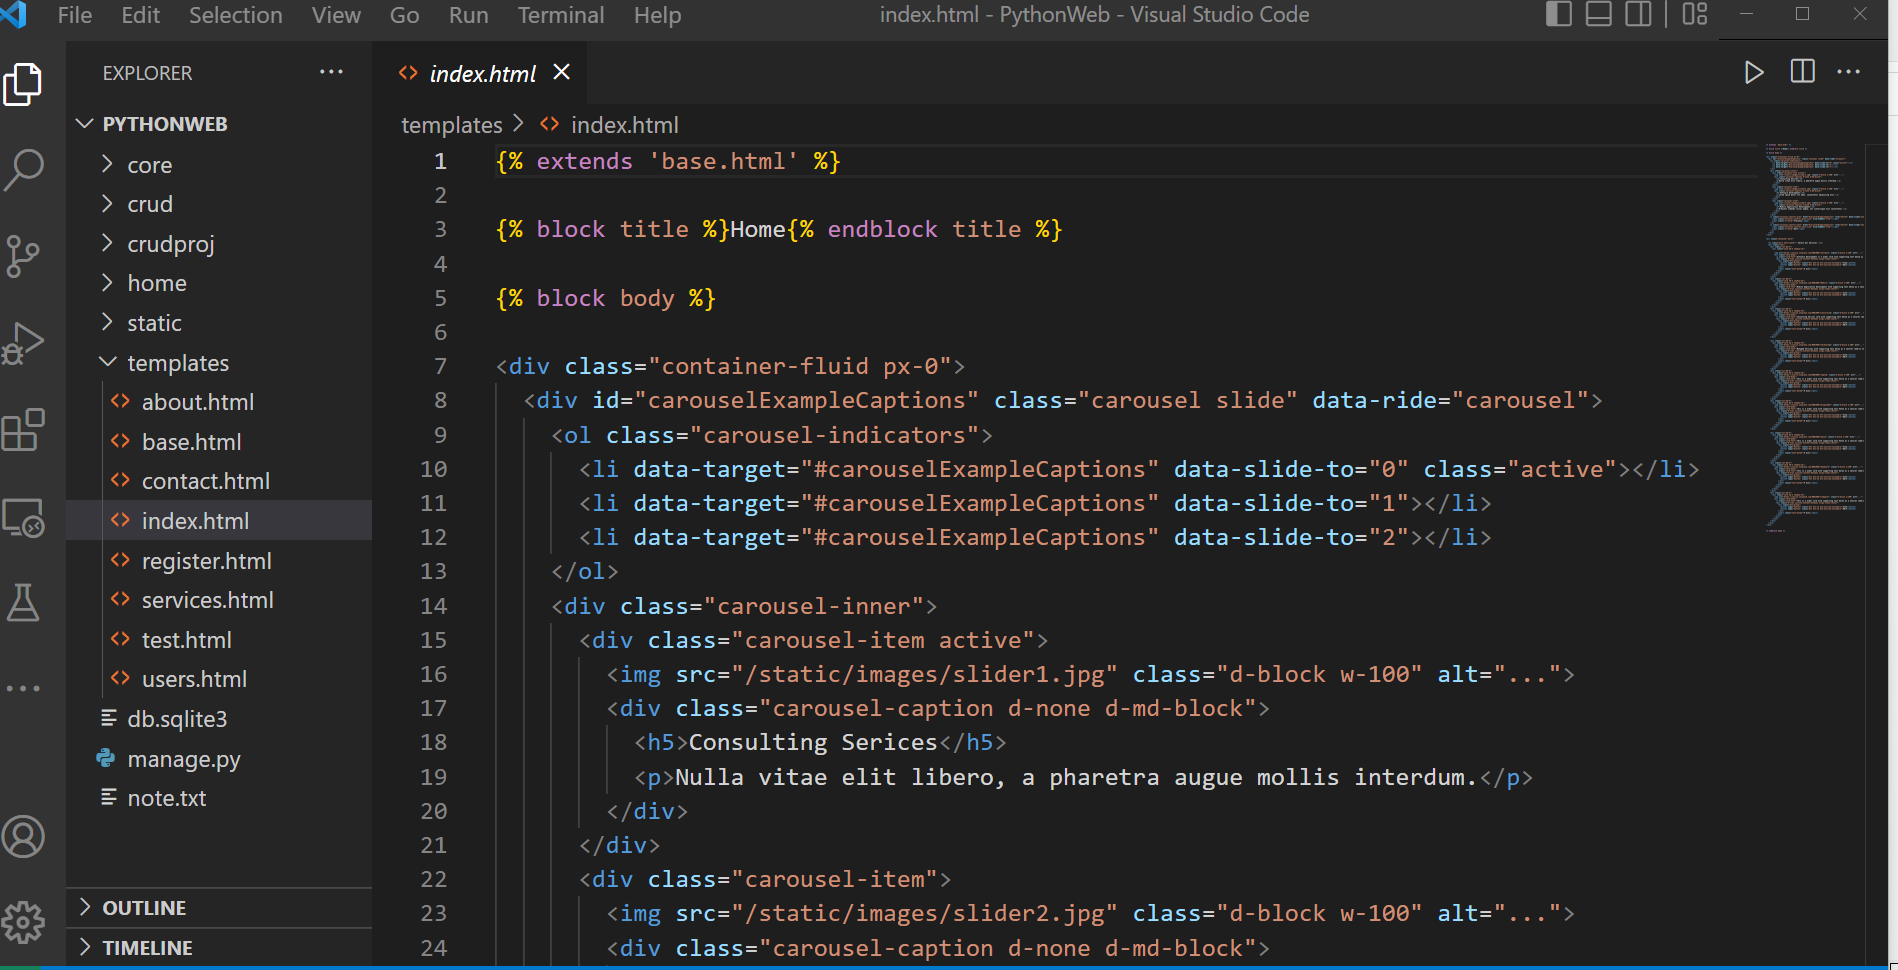 File Edit Selection View Go Run Terminal Help index.html - PythonWeb - Visual Studio Code
EXPLORER
PYTHONWEB
core
crud
crudproj
home
static
templates
about.html
base.html
contact.html
index.html
register.html
services.html
test.html
users.html
db.sqlite3
manage.py
note.txt
OUTLINE
TIMELINE
index.html
templates > index.html
1 {% extends 'base.html' %}
2
3 {% block title %}Home{% endblock title %}
4
5 {% block body %}
6
7 <div class="container-fluid px-0">
8 <div id="carouselExampleCaptions" class="carousel slide" data-ride="carousel">
9 <ol class="carousel-indicators">
10 <li data-target="#carouselExampleCaptions" data-slide-to="0" class="active"></li>
11 <li data-target="#carouselExampleCaptions" data-slide-to="1"></li>
12 <li data-target="#carouselExampleCaptions" data-slide-to="2"></li>
13 </ol>
14 <div class="carousel-inner">
15 <div class="carousel-item active">
16 <img src="/static/images/slider1.jpg" class="d-block w-100" alt="...">
17 <div class="carousel-caption d-none d-md-block">
18 <h5>Consulting Serices</h5>
19 <p>Nulla vitae elit libero, a pharetra augue mollis interdum.</p>
20 </div>
21 </div>
22 <div class="carousel-item">
23 <img src="/static/images/slider2.jpg" class="d-block w-100" alt="...">
24 <div class="carousel-caption d-none d-md-block">